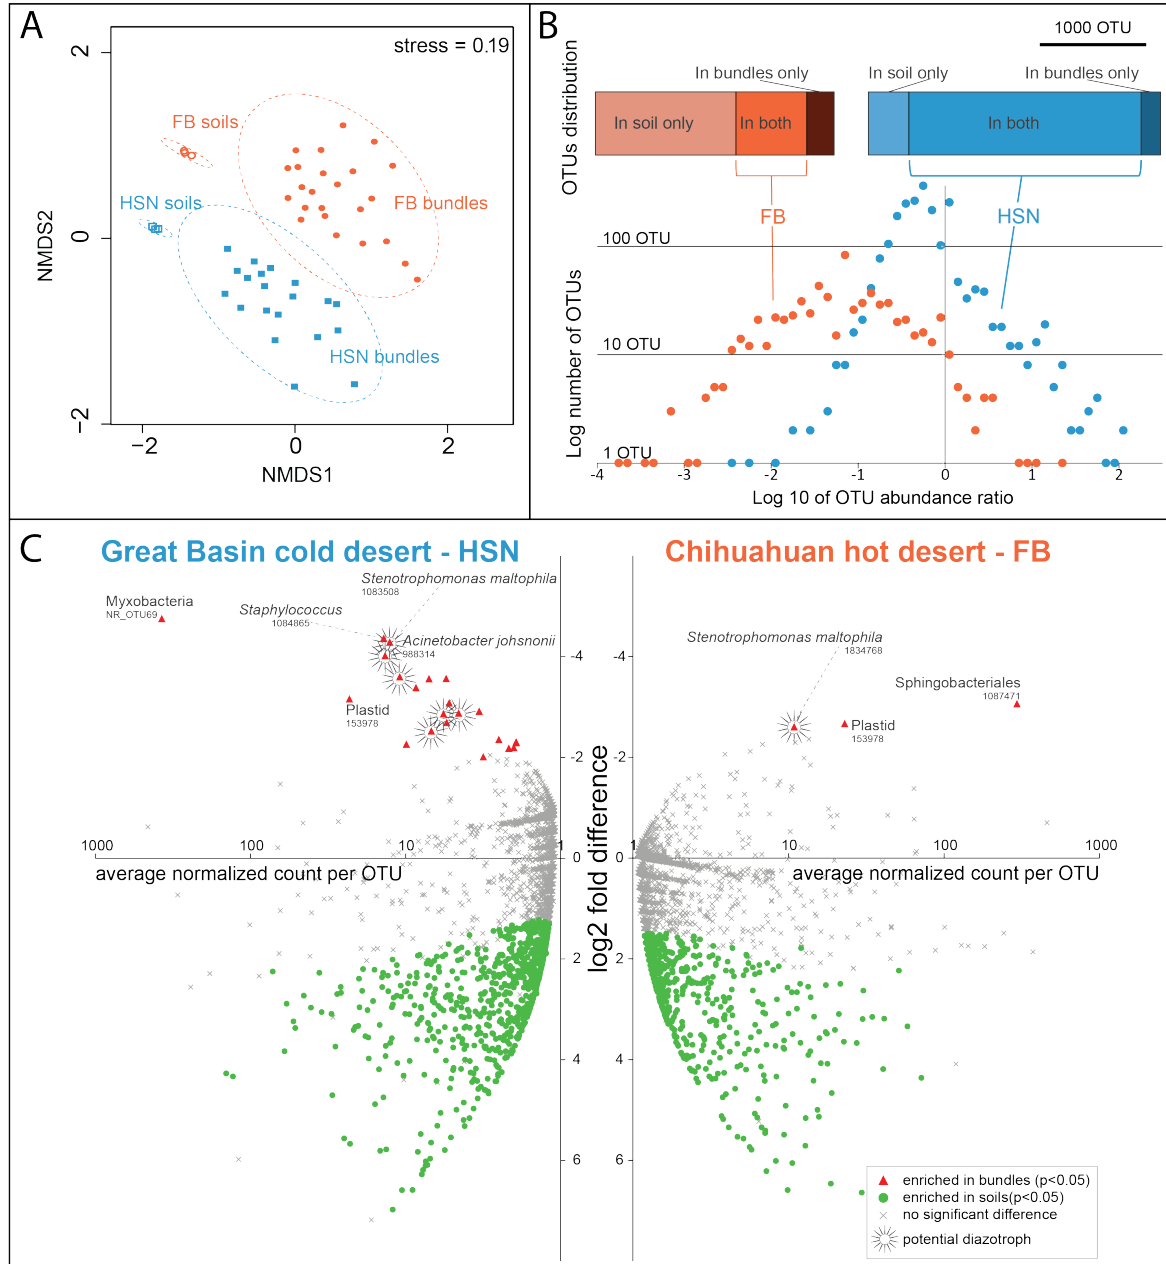 A
stress = 0.19
2
0
−2
NMDS2
FB soils
HSN soils
FB bundles
HSN bundles
−2
0
2
NMDS1
B
1000 OTU
OTUs distribution
In bundles only
In soil only
In bundles only
In soil only
In both
In both
FB
HSN
100 OTU
10 OTU
1 OTU
Log number of OTUs
-4
-3
-2
-1
0
1
2
Log 10 of OTU abundance ratio
C
Great Basin cold desert - HSN
Chihuahuan hot desert - FB
Stenotrophomonas maltophila
1083508
Myxobacteria
NR_OTU69
Staphylococcus
1084865
Acinetobacter johsnonii
988314
Plastid
153978
Stenotrophomonas maltophila
1834768
Sphingobacteriales
1087471
Plastid
153978
-4
-2
0
2
4
6
log2 fold difference
1000
100
10
1
average normalized count per OTU
1
10
100
1000
average normalized count per OTU
enriched in bundles (p<0.05)
enriched in soils(p<0.05)
no significant difference
potential diazotroph